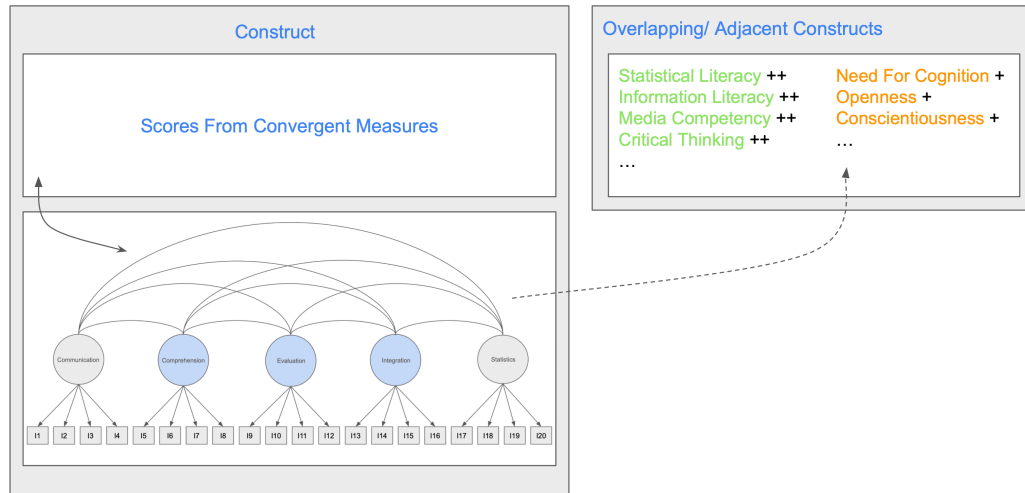 Construct
Scores From Convergent Measures
Communication
Comprehension
Evaluation
Integration
Statistics
I1 I2 I3 I4 I5 I6 I7 I8 I9 I10 I11 I12 I13 I14 I15 I16 I17 I18 I19 I20
Overlapping/ Adjacent Constructs
Statistical Literacy ++
Information Literacy ++
Media Competency ++
Critical Thinking ++
...
Need For Cognition +
Openness +
Conscientiousness +
...